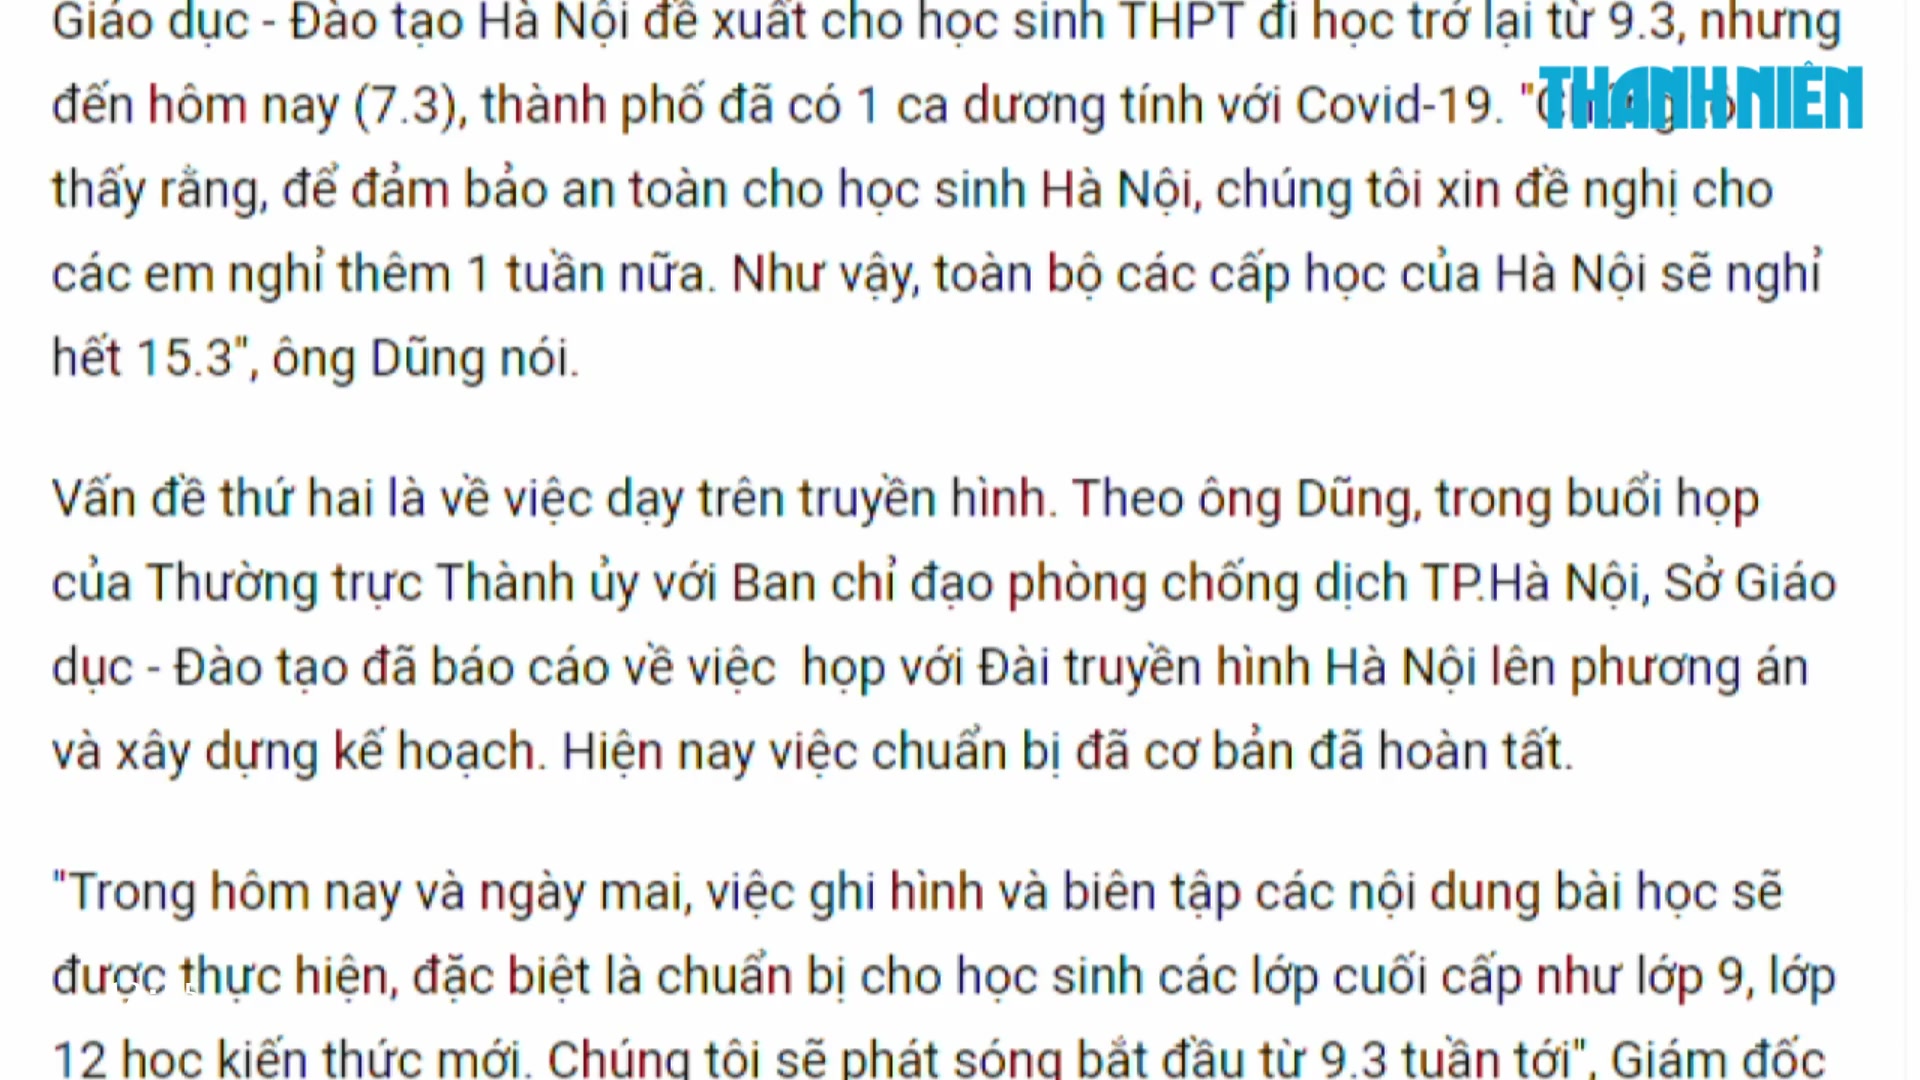 Giáo dục - Đào tạo Hà Nội đề xuất cho học sinh THPT đi học trở lại từ 9.3, nhưng
đến hôm nay (7.3), thành phố đã có 1 ca dương tính với Covid-19. "
THANH NIÊN
thấy rằng, để đảm bảo an toàn cho học sinh Hà Nội, chúng tôi xin đề nghị cho
các em nghỉ thêm 1 tuần nữa. Như vậy, toàn bộ các cấp học của Hà Nội sẽ nghỉ
hết 15.3", ông Dũng nói.
Vấn đề thứ hai là về việc dạy trên truyền hình. Theo ông Dũng, trong buổi họp
của Thường trực Thành ủy với Ban chỉ đạo phòng chống dịch TP.Hà Nội, Sở Giáo
dục - Đào tạo đã báo cáo về việc họp với Đài truyền hình Hà Nội lên phương án
và xây dựng kế hoạch. Hiện nay việc chuẩn bị đã cơ bản đã hoàn tất.
"Trong hôm nay và ngày mai, việc ghi hình và biên tập các nội dung bài học sẽ
được thực hiện, đặc biệt là chuẩn bị cho học sinh các lớp cuối cấp như lớp 9, lớp
12 học kiến thức mới. Chúng tôi sẽ phát sóng bắt đầu từ 9.3 tuần tới", Giám đốc